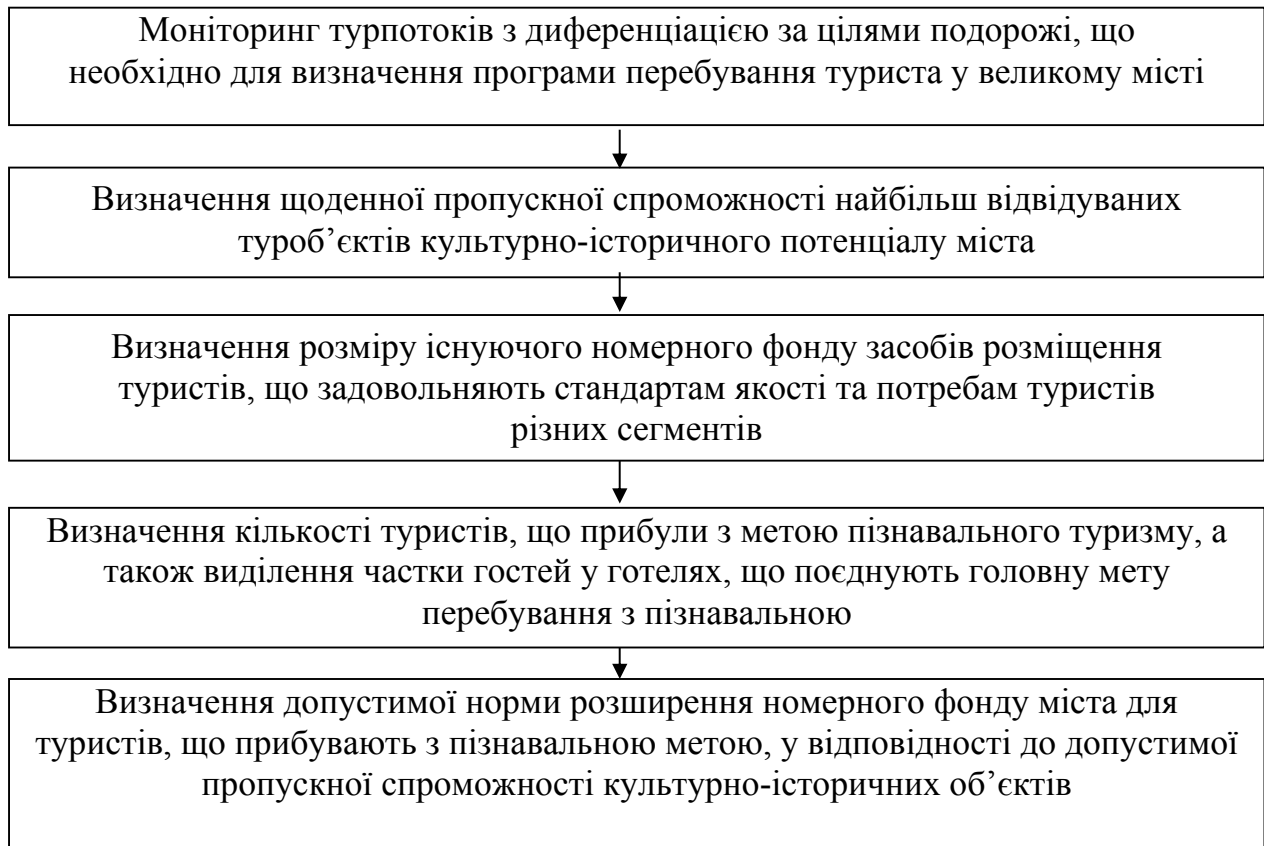 Моніторинг турпотоків з диференціацією за цілями подорожі, що
необхідно для визначення програми перебування туриста у великому місті
Визначення щоденної пропускної спроможності найбільш відвідуваних
туроб’єктів культурно-історичного потенціалу міста
Визначення розміру існуючого номерного фонду засобів розміщення
туристів, що задовольняють стандартам якості та потребам туристів
різних сегментів
Визначення кількості туристів, що прибули з метою пізнавального туризму, а
також виділення частки гостей у готелях, що поєднують головну мету
перебування з пізнавальною
Визначення допустимої норми розширення номерного фонду міста для
туристів, що прибувають з пізнавальною метою, у відповідності до допустимої
пропускної спроможності культурно-історичних об’єктів